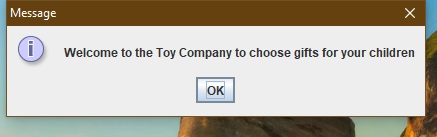 Message
Welcome to the Toy Company to choose gifts for your children
OK